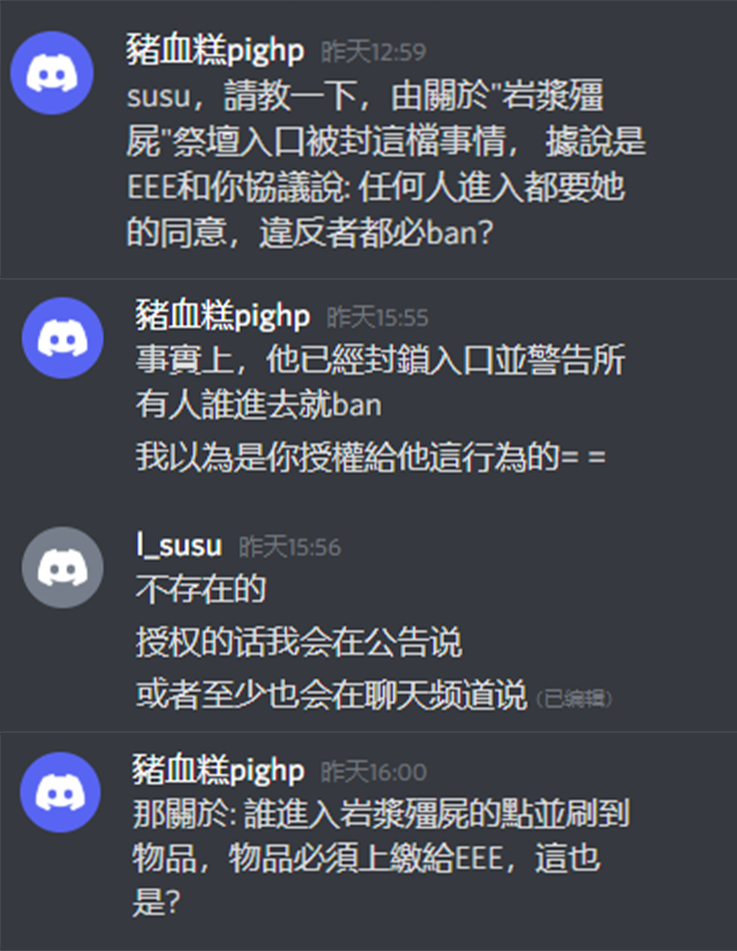 豬血糕pighp 昨天12:59
susu，請教一下，由關於"岩漿殭
屍"祭壇入口被封這檔事情， 據說是
EEE和你協議說: 任何人進入都要她
的同意，違反者都必ban?
豬血糕pighp 昨天15:55
事實上，他已經封鎖入口並警告所
有人誰進去就ban
我以為是你授權給他這行為的= =
l_susu 昨天15:56
不存在的
授权的话我会在公告说
或者至少也会在聊天频道说 (已編輯)
豬血糕pighp 昨天16:00
那關於: 誰進入岩漿殭屍的點並刷到
物品，物品必須上繳給EEE，這也
是?